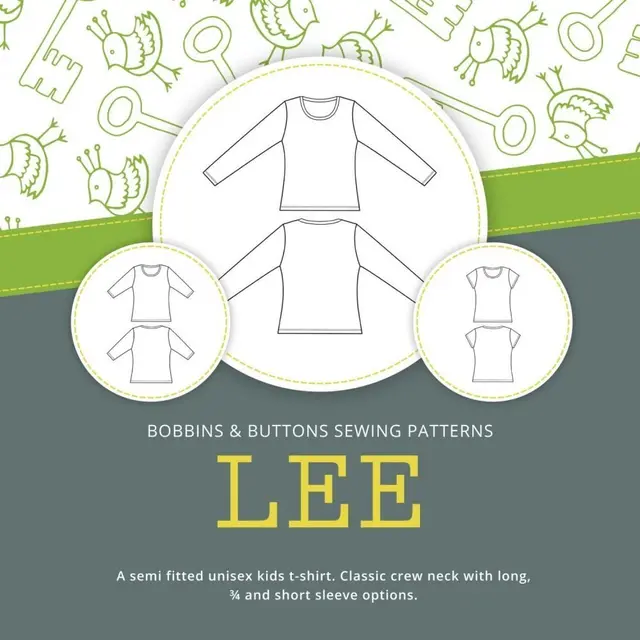 BOBBINS & BUTTONS SEWING PATTERNS
LEE
A semi fitted unisex kids t-shirt. Classic crew neck with long,
¾ and short sleeve options.